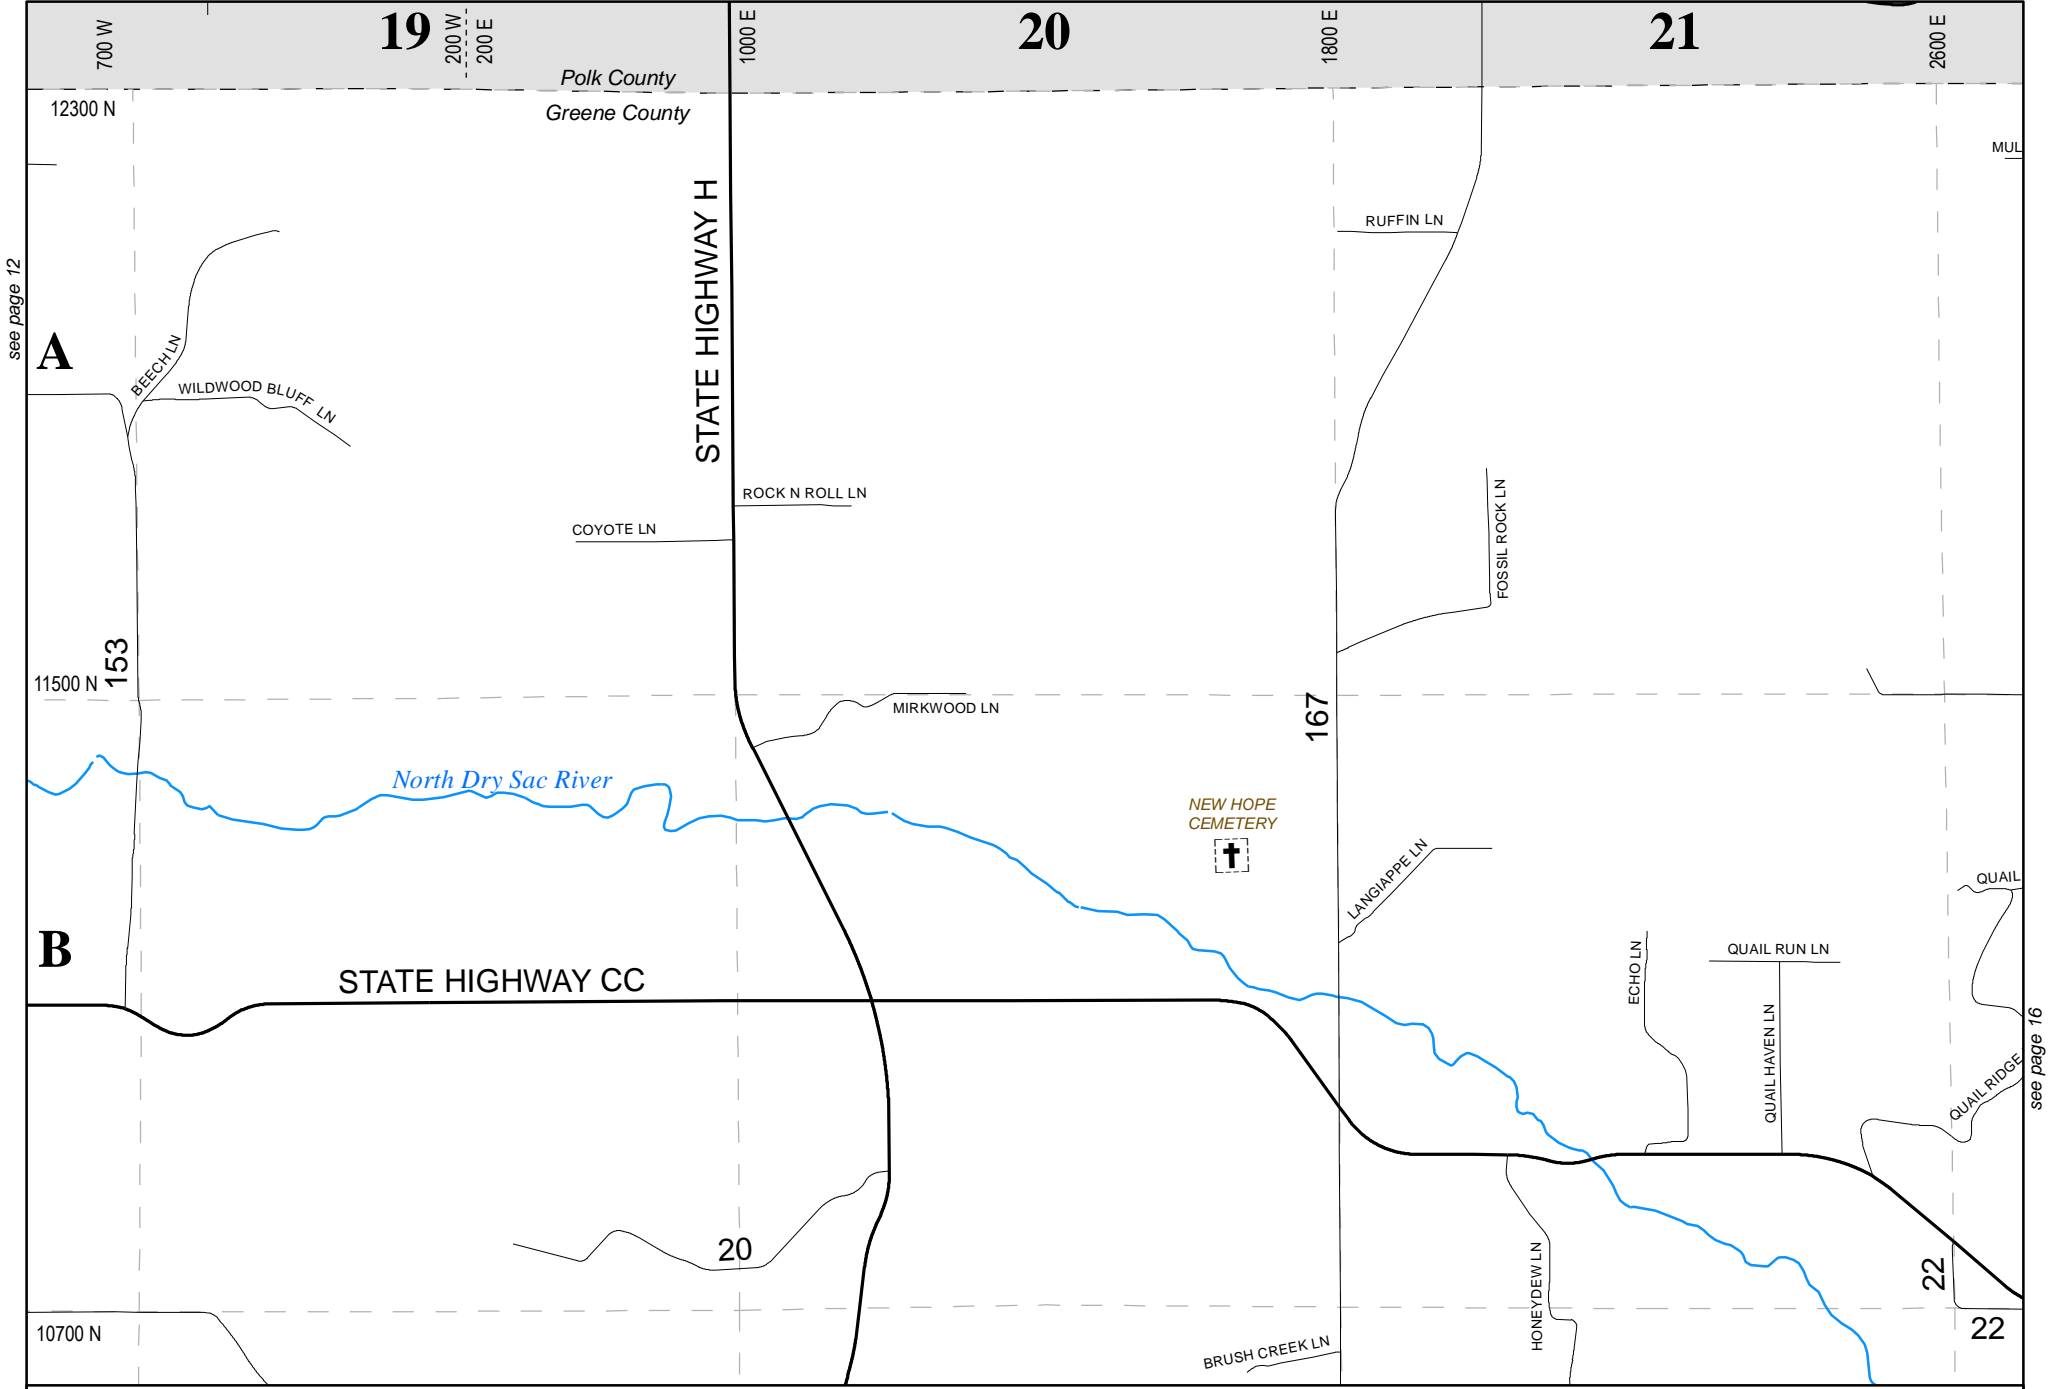 19
20
21
700 W
200 W
200 E
1000 E
1800 E
2600 E
Polk County
Greene County
12300 N
MUL
STATE HIGHWAY H
RUFFIN LN
see page 12
A
BEECH LN
WILDWOOD BLUFF LN
ROCK N ROLL LN
COYOTE LN
FOSSIL ROCK LN
153
11500 N
MIRKWOOD LN
167
North Dry Sac River
NEW HOPE
CEMETERY
LANGIAPPE LN
QUAIL
B
STATE HIGHWAY CC
ECHO LN
QUAIL RUN LN
QUAIL HAVEN LN
QUAIL RIDGE
see page 16
20
HONEYDEW LN
22
10700 N
BRUSH CREEK LN
22